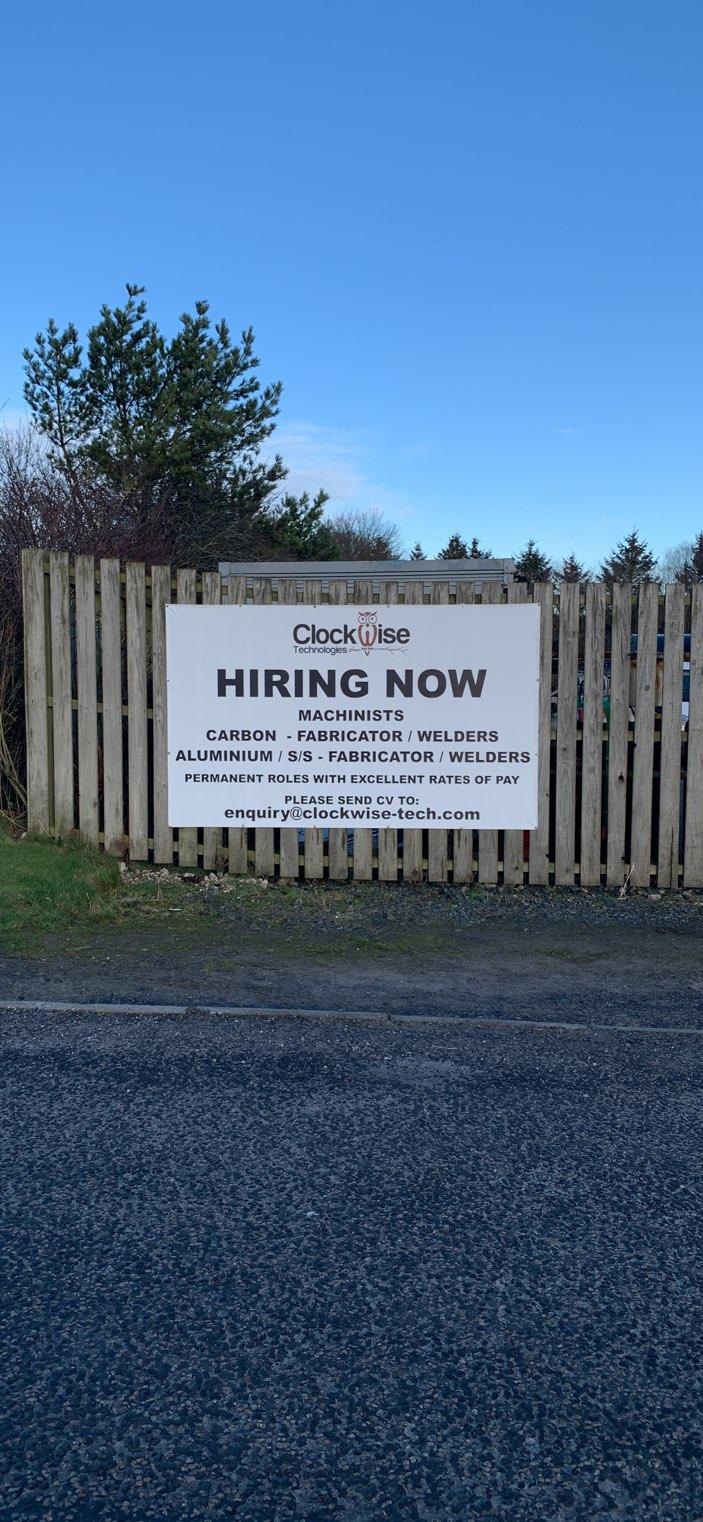 ClockWise
Technologies
HIRING NOW
MACHINISTS
CARBON - FABRICATOR / WELDERS
ALUMINIUM / S/S - FABRICATOR / WELDERS
PERMANENT ROLES WITH EXCELLENT RATES OF PAY
PLEASE SEND CV TO:
enquiry@clockwise-tech.com